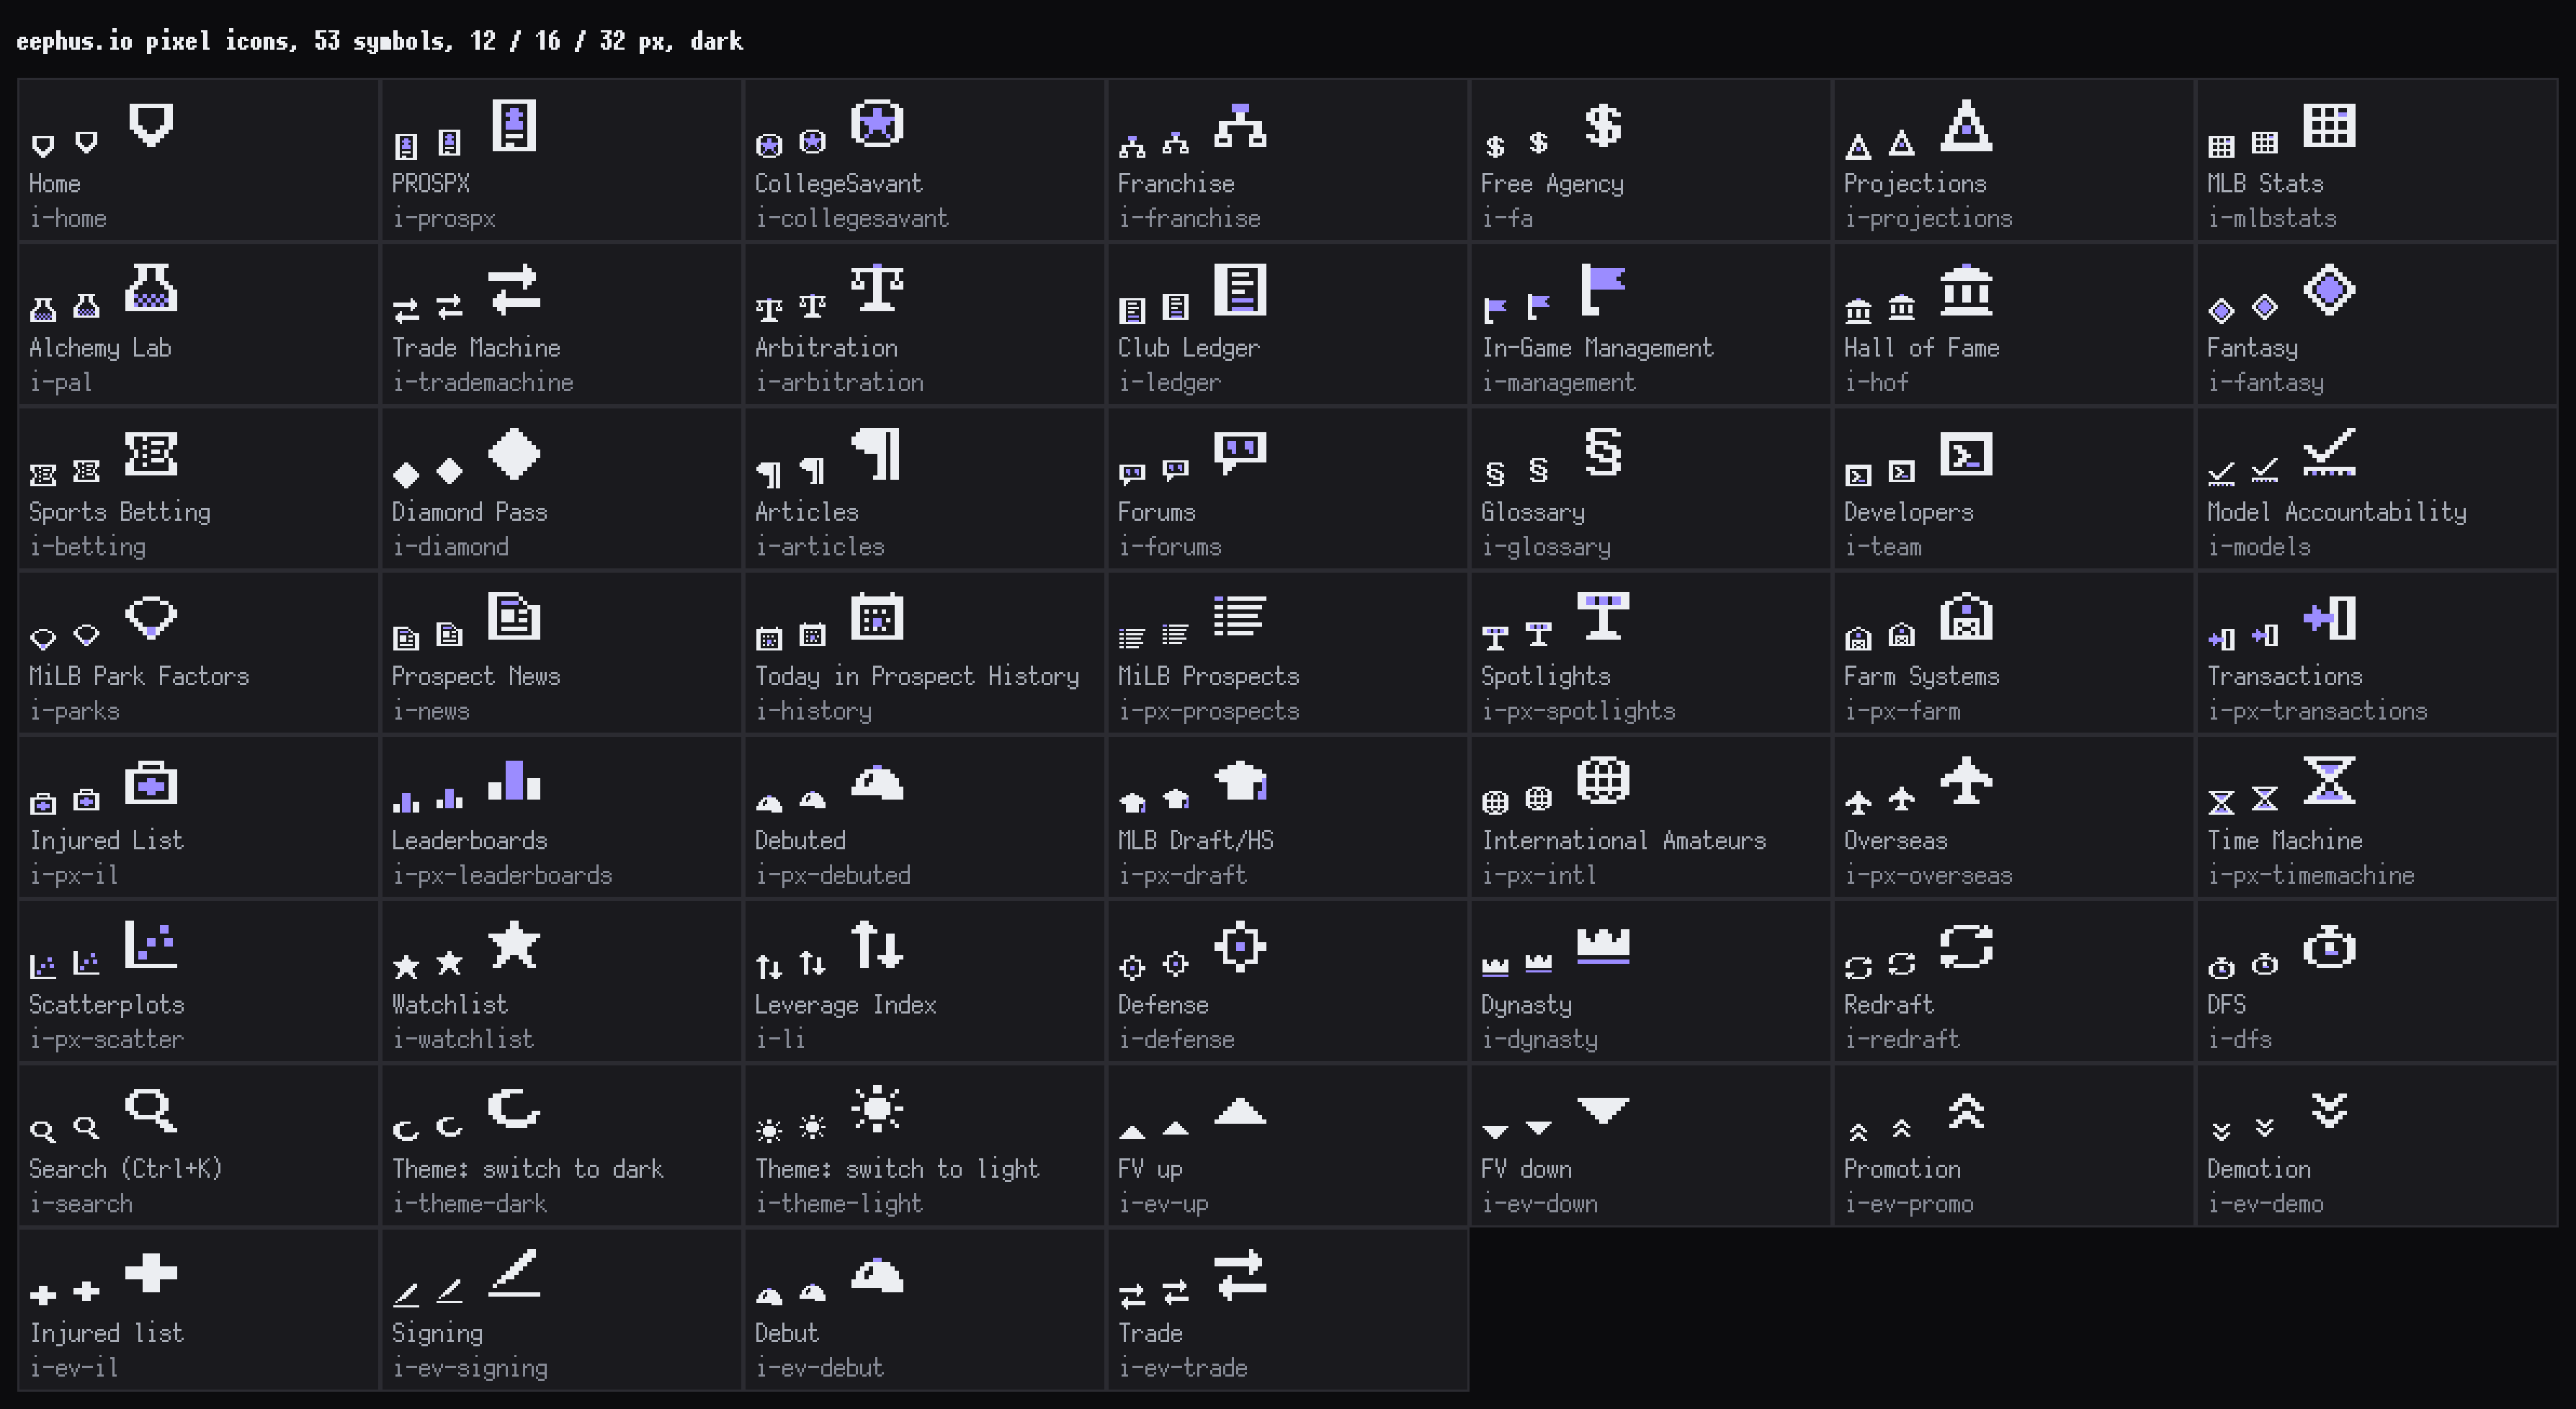 eephus.io pixel icons, 53 symbols, 12 / 16 / 32 px, dark
Home
i-home
PROSPX
i-prospx
CollegeSavant
i-collegesavant
Franchise
i-franchise
Free Agency
i-fa
Projections
i-projections
MLB Stats
i-mlbstats
Alchemy Lab
i-pal
Trade Machine
i-trademachine
Arbitration
i-arbitration
Club Ledger
i-ledger
In-Game Management
i-management
Hall of Fame
i-hof
Fantasy
i-fantasy
Sports Betting
i-betting
Diamond Pass
i-diamond
Articles
i-articles
Forums
i-forums
Glossary
i-glossary
Developers
i-team
Model Accountability
i-models
MiLB Park Factors
i-parks
Prospect News
i-news
Today in Prospect History
i-history
MiLB Prospects
i-px-prospects
Spotlights
i-px-spotlights
Farm Systems
i-px-farm
Transactions
i-px-transactions
Injured List
i-px-il
Leaderboards
i-px-leaderboards
Debuted
i-px-debuted
MLB Draft/HS
i-px-draft
International Amateurs
i-px-intl
Overseas
i-px-overseas
Time Machine
i-px-timemachine
Scatterplots
i-px-scatter
Watchlist
i-watchlist
Leverage Index
i-li
Defense
i-defense
Dynasty
i-dynasty
Redraft
i-redraft
DFS
i-dfs
Search (Ctrl+K)
i-search
Theme: switch to dark
i-theme-dark
Theme: switch to light
i-theme-light
FV up
i-ev-up
FV down
i-ev-down
Promotion
i-ev-promo
Demotion
i-ev-demo
Injured list
i-ev-il
Signing
i-ev-signing
Debut
i-ev-debut
Trade
i-ev-trade